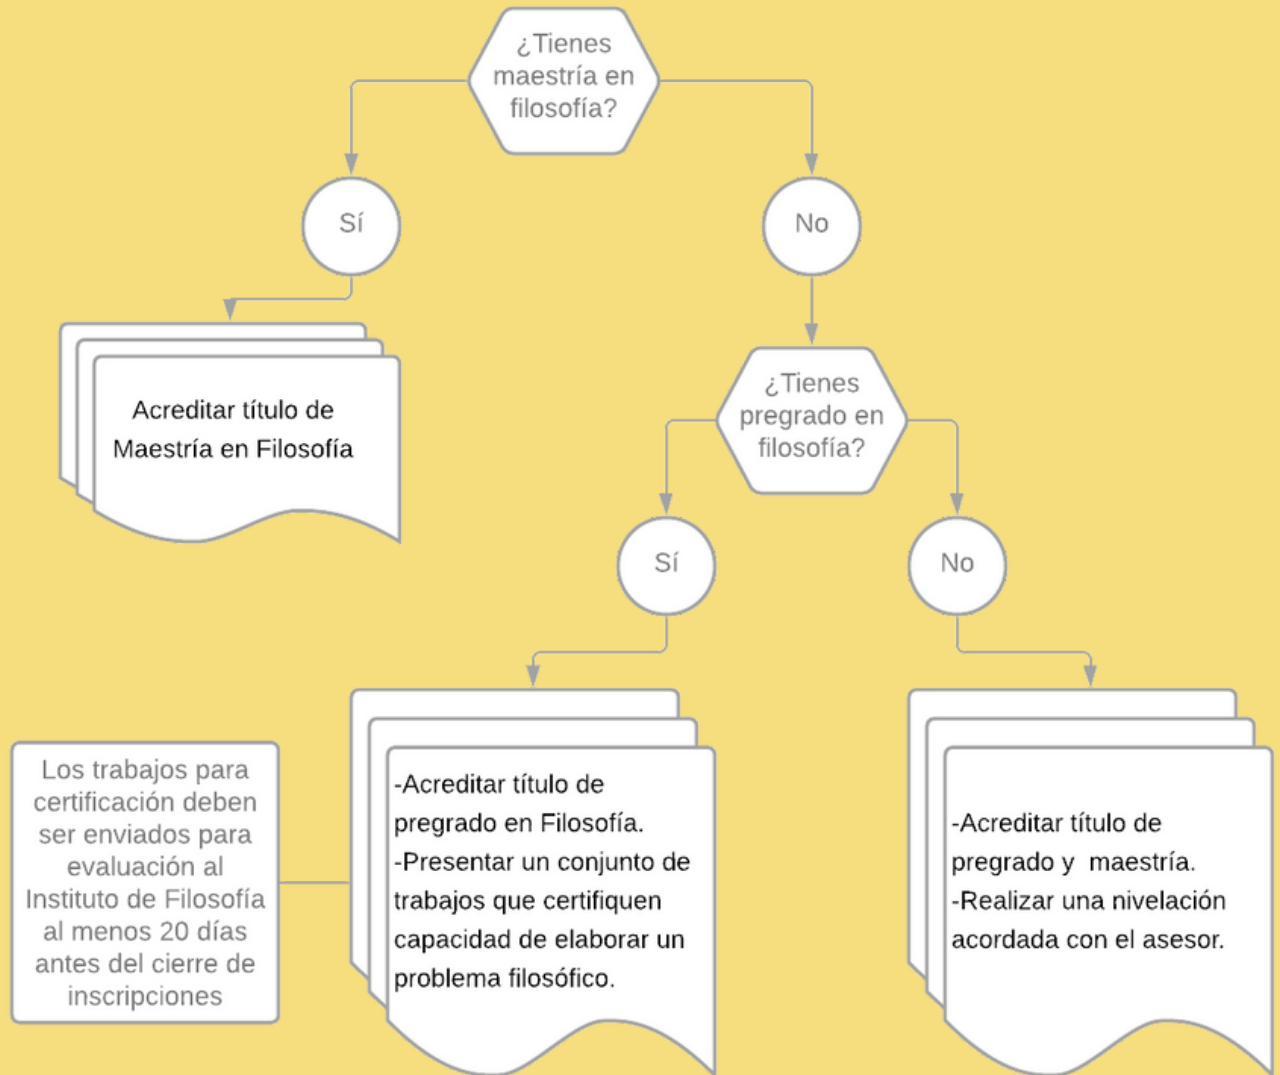 ¿Tienes
maestría en
filosofía?
Sí
No
Acreditar título de
Maestría en Filosofía
¿Tienes
pregrado en
filosofía?
Sí
No
Los trabajos para
certificación deben
ser enviados para
evaluación al
Instituto de Filosofía
al menos 20 días
antes del cierre de
inscripciones
-Acreditar título de
pregrado en Filosofía.
-Presentar un conjunto de
trabajos que certifiquen
capacidad de elaborar un
problema filosófico.
-Acreditar título de
pregrado y  maestría.
-Realizar una nivelación
acordada con el asesor.